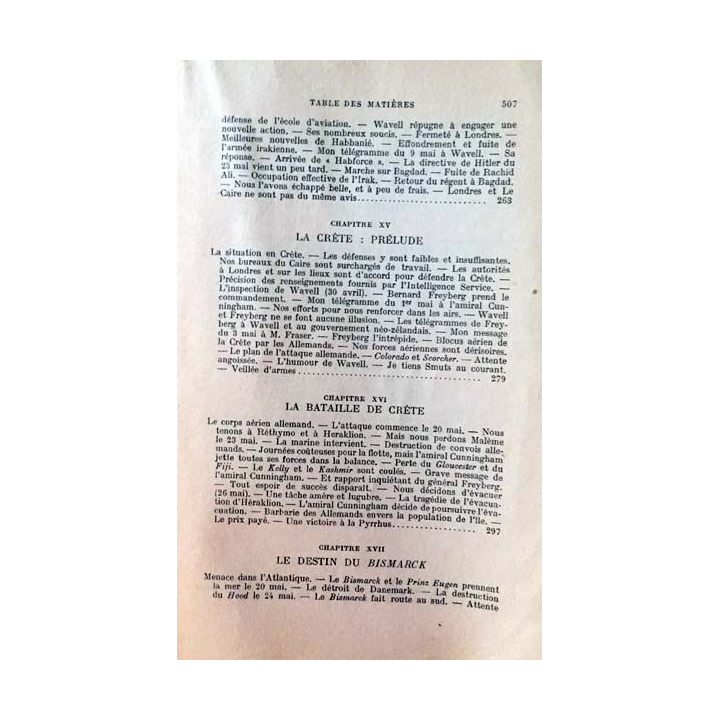 TABLE DES MATIÈRES 507
défense de l'école d'aviation. — Wavell répugne à engager une
nouvelle action. — Ses nombreux soucis. — Fermeté à Londres. —
Meilleures nouvelles de Habbanié. — Effondrement et fuite de
l'armée irakienne. — Mon télégramme du 9 mai à Wavell. — Sa
réponse. — Arrivée de « Habforce ». — La directive de Hitler du
23 mai vient un peu tard. — Marche sur Bagdad. — Fuite de Rachid
Ali. — Occupation effective de l'Irak. — Retour du régent à Bagdad.
— Nous l'avons échappé belle, et à peu de frais. — Londres et Le
Caire ne sont pas du même avis........................ 263
CHAPITRE XV
LA CRÊTE : PRÉLUDE
La situation en Crête. — Les défenses y sont faibles et insuffisantes.
Nos bureaux du Caire sont surchargés de travail. — Les autorités
à Londres et sur les lieux sont d'accord pour défendre la Crête. —
Précision des renseignements fournis par l'Intelligence Service. —
L'inspection de Wavell (30 avril). — Bernard Freyberg prend le
commandement. — Mon télégramme du 1er mai à l'amiral Cun-
ningham. — Nos efforts pour nous renforcer dans les airs. — Wavell
et Freyberg ne se font aucune illusion. — Les télégrammes de Frey-
berg à Wavell et au gouvernement néo-zélandais. — Mon message
du 3 mai à M. Fraser. — Freyberg l'intrépide. — Blocus aérien de
la Crête par les Allemands. — Nos forces aériennes sont dérisoires.
— Le plan de l'attaque allemande. — Colorado et Scorcher. — Attente
angoissée. — L'humour de Wavell. — Je tiens Smuts au courant.
— Veillée d'armes.................................... 279
CHAPITRE XVI
LA BATAILLE DE CRÊTE
Le corps aérien allemand. — L'attaque commence le 20 mai. — Nous
tenons à Réthymo et à Heraklion. — Mais nous perdons Malème
le 23 mai. — La marine intervient. — Destruction de convois alle-
mands. — Journées coûteuses pour la flotte, mais l'amiral Cunningham
jette toutes ses forces dans la balance. — Perte du Gloucester et du
Fiji. — Le Kelly et le Kashmir sont coulés. — Grave message de
l'amiral Cunningham. — Et rapport inquiétant du général Freyberg.
— Tout espoir de succès disparaît. — Nous décidons d'évacuer
(26 mai). — Une tâche amère et lugubre. — La tragédie de l'évacua-
tion d'Héraklion. — L'amiral Cunningham décide de poursuivre l'éva-
cuation. — Barbarie des Allemands envers la population de l'île. —
Le prix payé. — Une victoire à la Pyrrhus.................... 297
CHAPITRE XVII
LE DESTIN DU BISMARCK
Menace dans l'Atlantique. — Le Bismarck et le Prinz Eugen prennent
la mer le 20 mai. — Le détroit de Danemark. — La destruction
du Hood le 24 mai. — Le Bismarck fait route au sud. — Attente